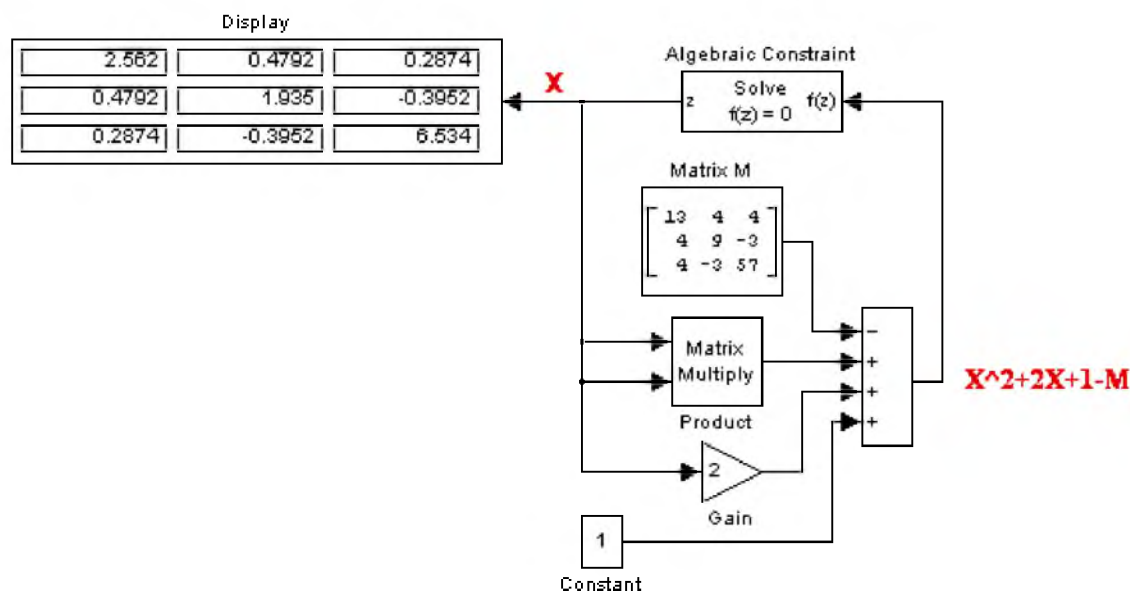 Display
2.562 0.4792 0.2874
0.4792 1.935 -0.3952
0.2874 -0.3952 6.534
X
Algebraic Constraint
z Solve f(z) = 0 f(z)
Matrix M
13 4 4
4 9 -3
4 -3 57
Matrix
Multiply
Product
−
+
+
+
X^2+2X+1-M
2
Gain
1
Constant